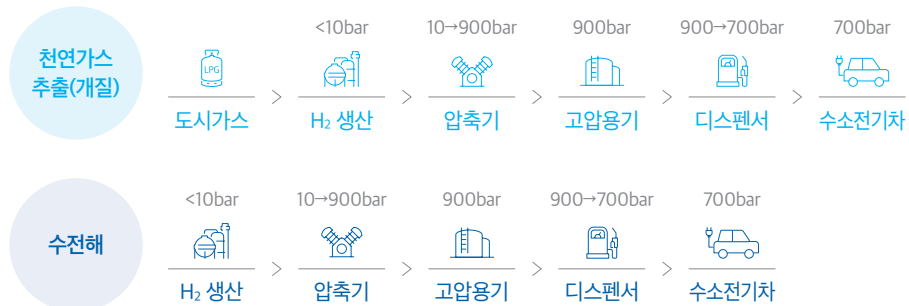 천연가스
추출(개질)
<10bar 10→900bar 900bar 900→700bar 700bar
LPG
도시가스 > H₂ 생산 > 압축기 > 고압용기 > 디스펜서 > 수소전기차
수전해
<10bar 10→900bar 900bar 900→700bar 700bar
H₂ 생산 > 압축기 > 고압용기 > 디스펜서 > 수소전기차